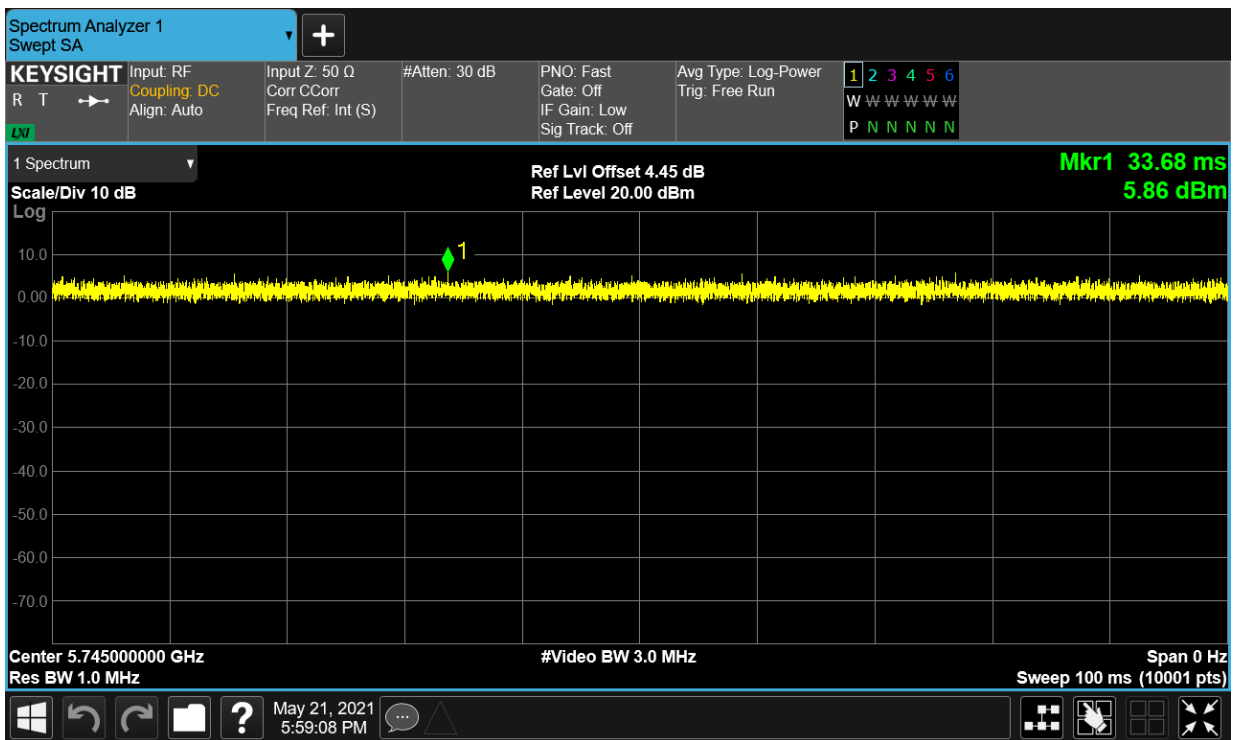 Spectrum Analyzer 1
Swept SA
+
KEYSIGHT
R T
LXI
Input: RF
Coupling: DC
Align: Auto
Input Z: 50 Ω
Corr CCorr
Freq Ref: Int (S)
#Atten: 30 dB
PNO: Fast
Gate: Off
IF Gain: Low
Sig Track: Off
Avg Type: Log-Power
Trig: Free Run
1 2 3 4 5 6
W W W W W W
P N N N N N
1 Spectrum
Scale/Div 10 dB
Ref Lvl Offset 4.45 dB
Ref Level 20.00 dBm
Mkr1 33.68 ms
5.86 dBm
Log
1
10.0
0.00
-10.0
-20.0
-30.0
-40.0
-50.0
-60.0
-70.0
Center 5.745000000 GHz
Res BW 1.0 MHz
#Video BW 3.0 MHz
Span 0 Hz
Sweep 100 ms (10001 pts)
?
May 21, 2021
5:59:08 PM